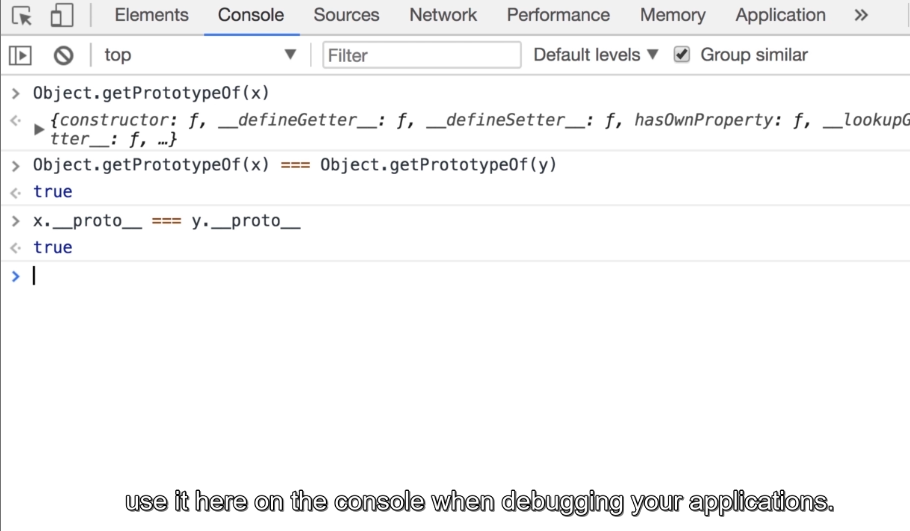 Elements Console Sources Network Performance Memory Application »
top ▼ Filter Default levels ▼ Group similar
> Object.getPrototypeOf(x)
{constructor: ƒ, __defineGetter__: ƒ, __defineSetter__: ƒ, hasOwnProperty: ƒ, __lookupG
tter__: ƒ, …}
> Object.getPrototypeOf(x) === Object.getPrototypeOf(y)
true
> x.__proto__ === y.__proto__
true
>
use it here on the console when debugging your applications.